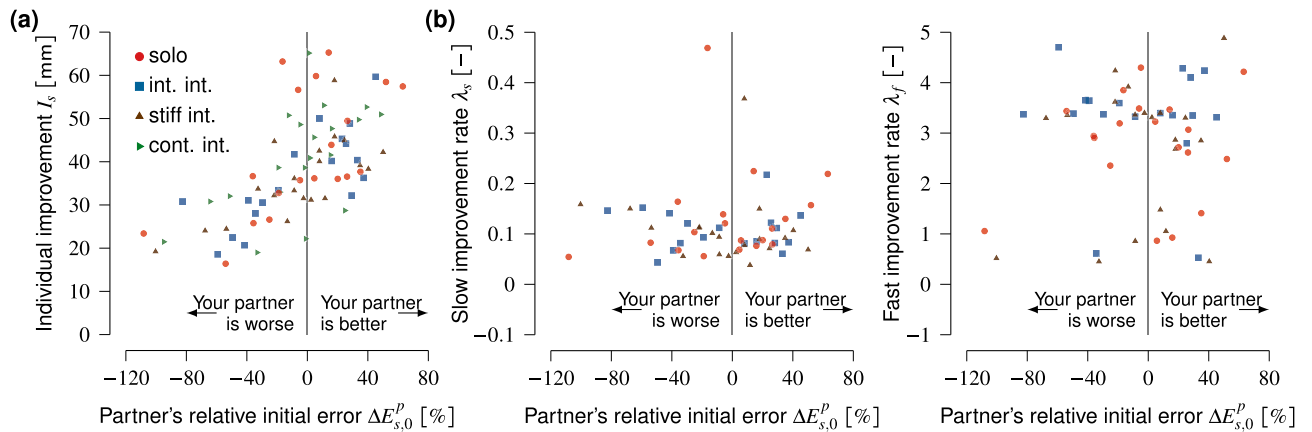 (a)
70
60
50
40
30
20
10
0
Individual improvement I_s [mm]
solo
int. int.
stiff int.
cont. int.
Your partner is worse
Your partner is better
−120 −80 −40 0 40 80
Partner's relative initial error ΔE^p_{s,0} [%]
(b)
0.5
0.4
0.3
0.2
0.1
0
−0.1
Slow improvement rate λ_s [−]
Your partner is worse
Your partner is better
−120 −80 −40 0 40 80
Partner's relative initial error ΔE^p_{s,0} [%]
5
4
3
2
1
0
−1
Fast improvement rate λ_f [−]
Your partner is worse
Your partner is better
−120 −80 −40 0 40 80
Partner's relative initial error ΔE^p_{s,0} [%]